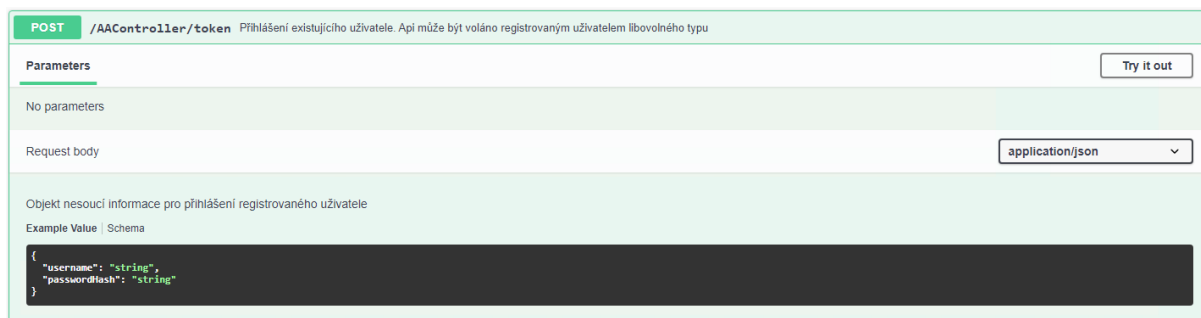 POST /AAController/token Přihlášení existujícího uživatele. Api může být voláno registrovaným uživatelem libovolného typu
Parameters Try it out
No parameters
Request body application/json
Objekt nesoucí informace pro přihlášení registrovaného uživatele
Example Value Schema
{
"username": "string",
"passwordHash": "string"
}